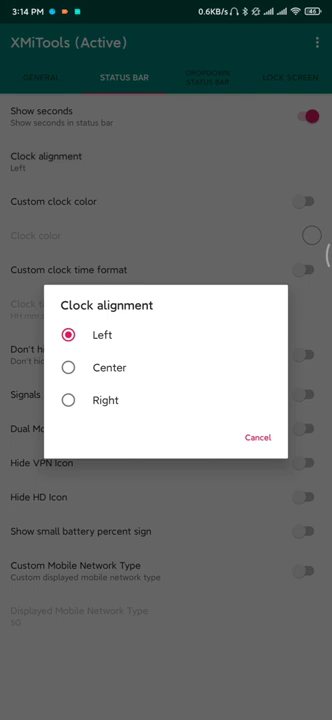 3:14 PM
0.6KB/s
46
XMiTools (Active)
GENERAL
STATUS BAR
DROPDOWN
STATUS BAR
LOCK SCREEN
Show seconds
Show seconds in status bar
Clock alignment
Left
Custom clock color
Clock color
Custom clock time format
Clock alignment
Left
Center
Right
Cancel
Signals
Hide VPN Icon
Hide HD Icon
Show small battery percent sign
Custom Mobile Network Type
Custom displayed mobile network type
Displayed Mobile Network Type
5G